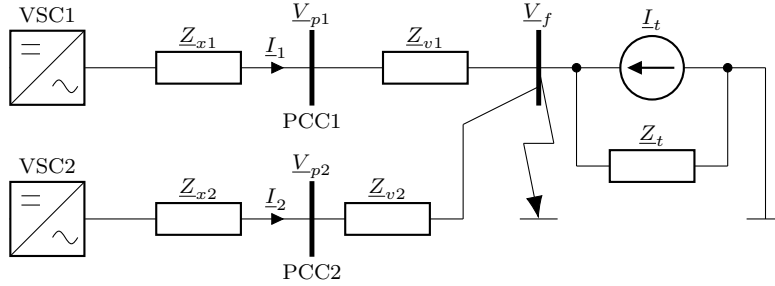 VSC1
Z_x1
I_1
V_p1
PCC1
Z_v1
V_f
I_t
Z_t
VSC2
Z_x2
I_2
V_p2
PCC2
Z_v2